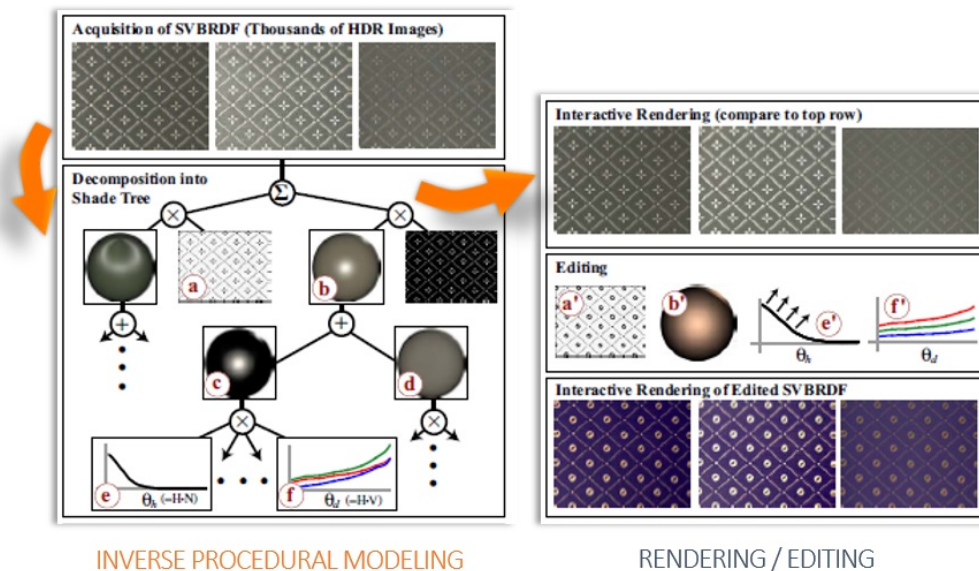 Acquisition of SVBRDF (Thousands of HDR Images)
Decomposition into
Shade Tree
Σ
×
×
a
b
+
+
c
d
×
×
e
θh (=H·N)
f
θd (=H·V)
INVERSE PROCEDURAL MODELING
Interactive Rendering (compare to top row)
Editing
a'
b'
e'
θh
f'
θd
Interactive Rendering of Edited SVBRDF
RENDERING / EDITING